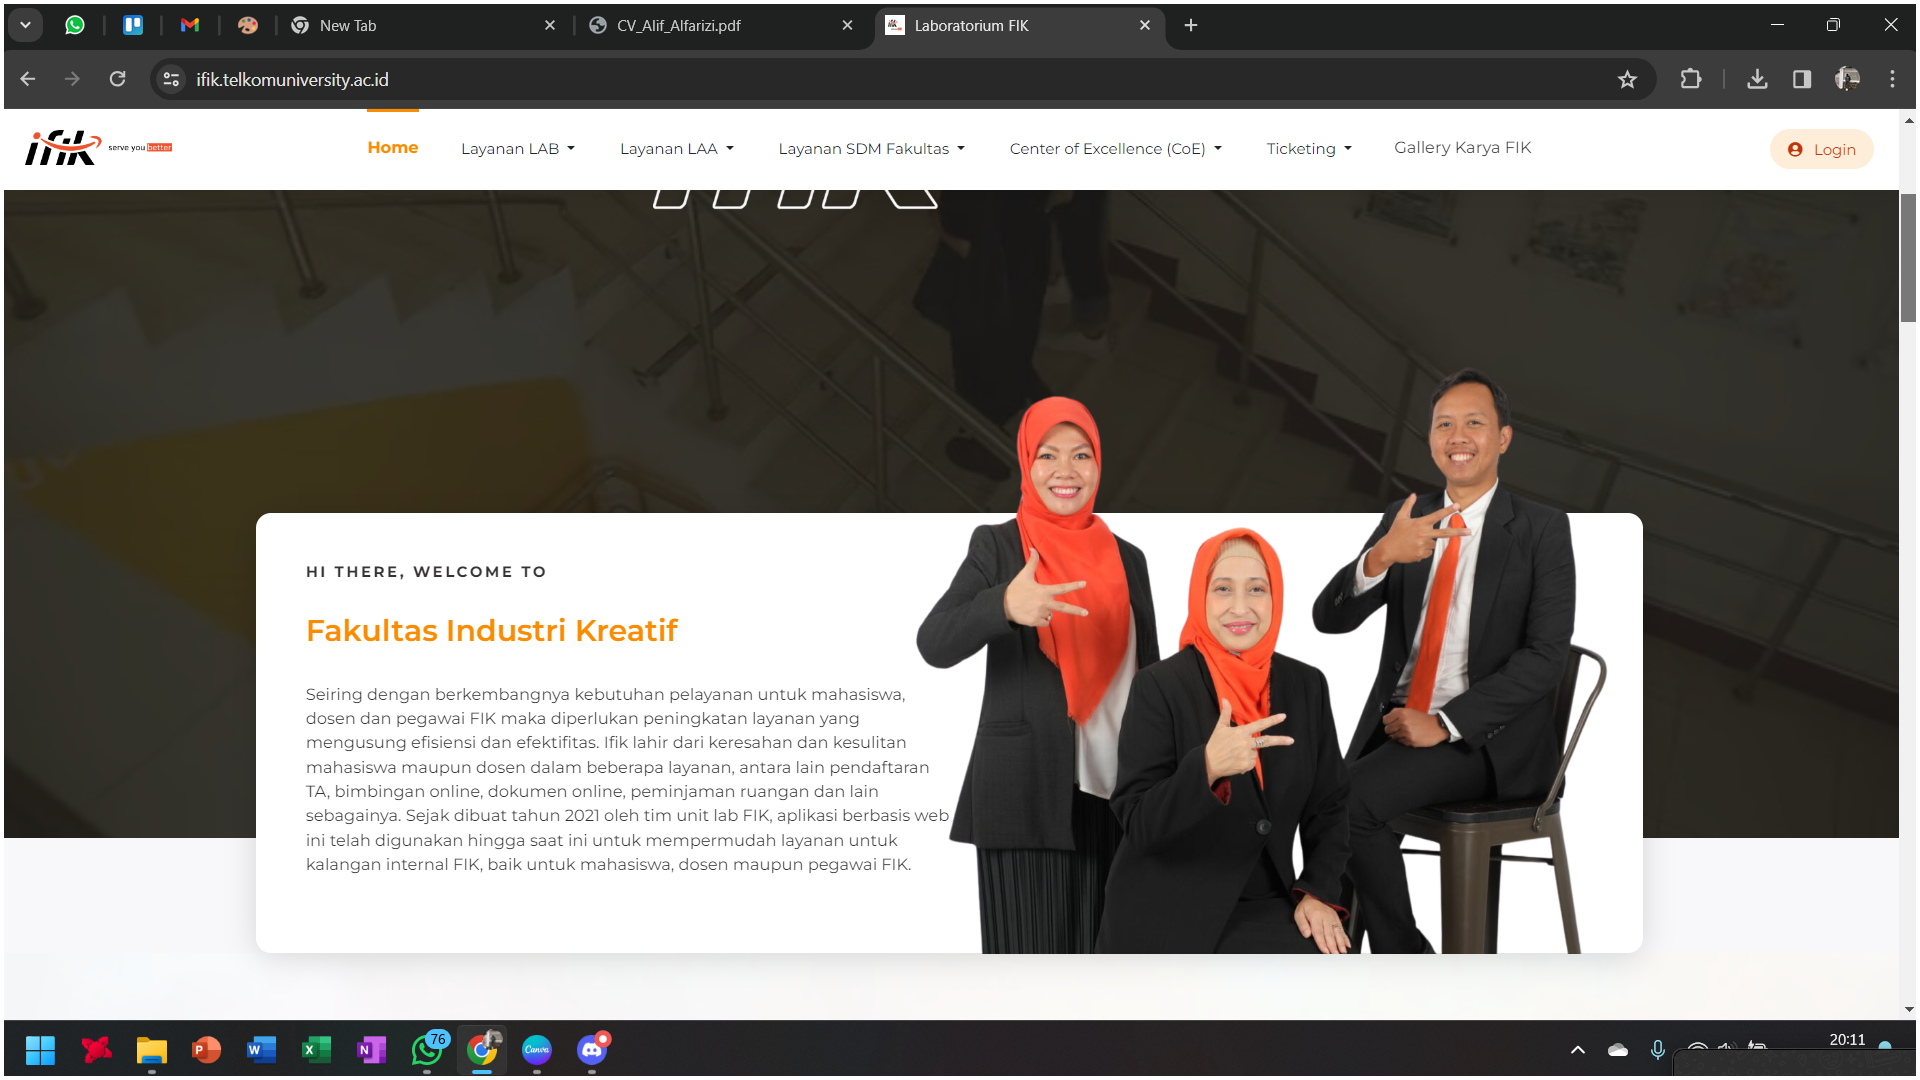 New Tab
CV_Alif_Alfarizi.pdf
Laboratorium FIK
ifik.telkomuniversity.ac.id
ifik serve you better
Home
Layanan LAB
Layanan LAA
Layanan SDM Fakultas
Center of Excellence (CoE)
Ticketing
Gallery Karya FIK
Login
HI THERE, WELCOME TO
Fakultas Industri Kreatif
Seiring dengan berkembangnya kebutuhan pelayanan untuk mahasiswa,
dosen dan pegawai FIK maka diperlukan peningkatan layanan yang
mengusung efisiensi dan efektifitas. Ifik lahir dari keresahan dan kesulitan
mahasiswa maupun dosen dalam beberapa layanan, antara lain pendaftaran
TA, bimbingan online, dokumen online, peminjaman ruangan dan lain
sebagainya. Sejak dibuat tahun 2021 oleh tim unit lab FIK, aplikasi berbasis web
ini telah digunakan hingga saat ini untuk mempermudah layanan untuk
kalangan internal FIK, baik untuk mahasiswa, dosen maupun pegawai FIK.
76
Canva
20:11